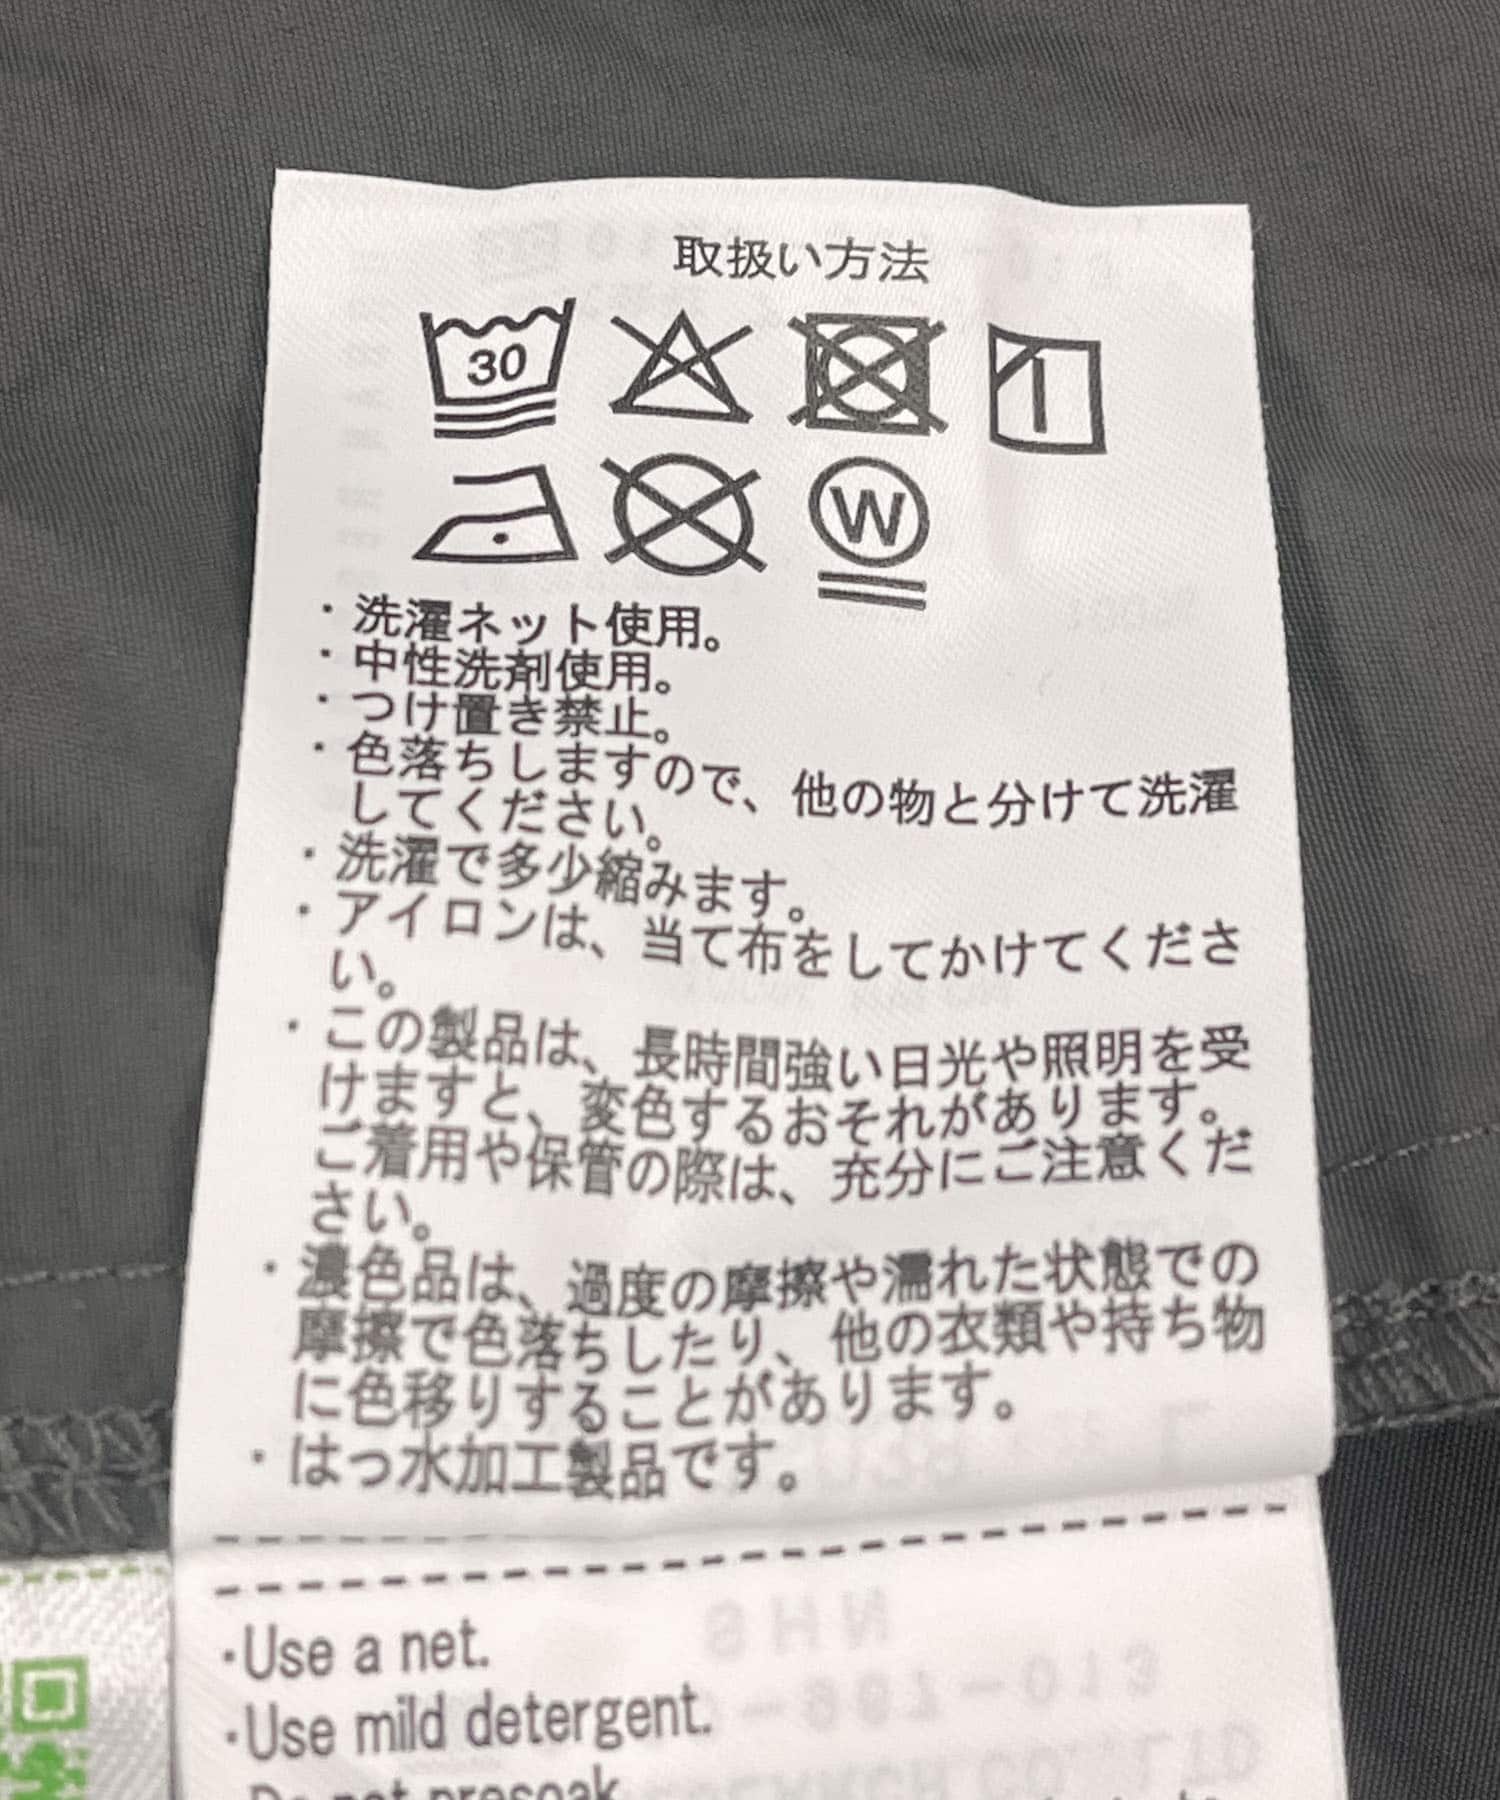 取扱い方法
30
W
・洗濯ネット使用。
・中性洗剤使用。
・つけ置き禁止。
・色落ちしますので、他の物と分けて洗濯
してください。
・洗濯で多少縮みます。
・アイロンは、当て布をしてかけてくださ
い。
・この製品は、長時間強い日光や照明を受
けますと、変色するおそれがあります。
ご着用や保管の際は、充分にご注意くだ
さい。
・濃色品は、過度の摩擦や濡れた状態での
摩擦で色落ちしたり、他の衣類や持ち物
に色移りすることがあります。
・はっ水加工製品です。
・Use a net.
・Use mild detergent.
Do not presoak